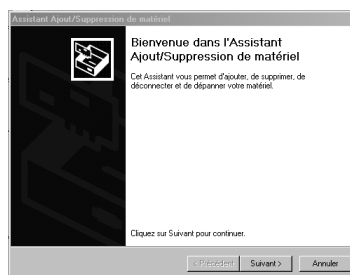 Assistant Ajout/Suppression de matériel
Bienvenue dans l'Assistant
Ajout/Suppression de matériel
Cet Assistant vous permet d'ajouter, de supprimer, de
déconnecter et de dépanner votre matériel.
Cliquez sur Suivant pour continuer.
< Précédent Suivant > Annuler